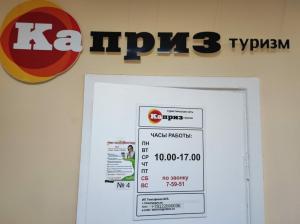 Каприз туризм
Каприз
ЧАСЫ РАБОТЫ:
ПН
ВТ
СР 10.00-17.00
ЧТ
ПТ
СБ по звонку
ВС 7-59-51
№ 4